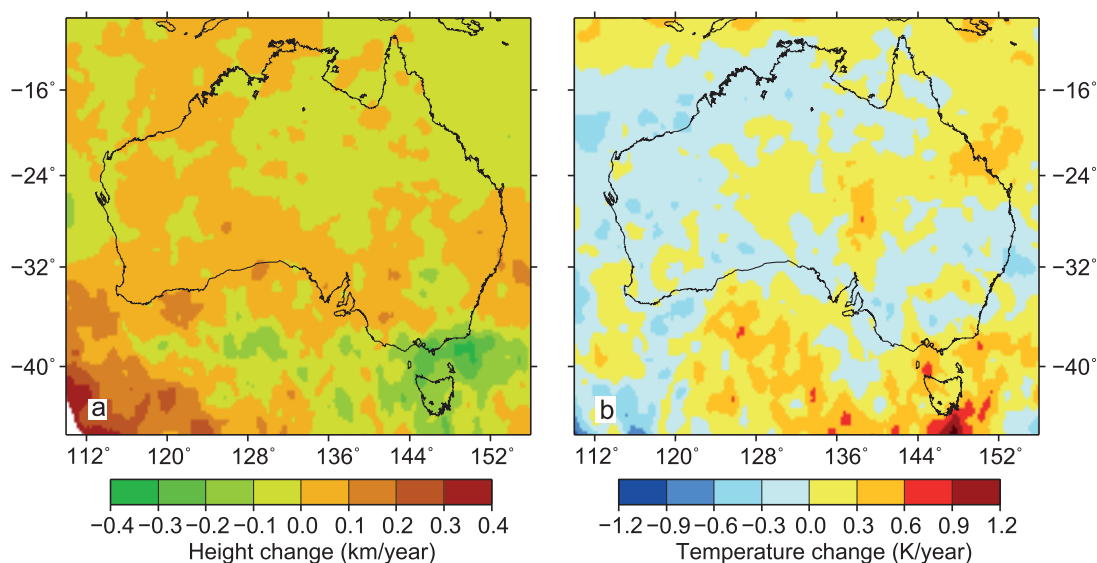 −16˚ −16˚
−24˚ −24˚
−32˚ −32˚
−40˚ −40˚
a b
112˚ 120˚ 128˚ 136˚ 144˚ 152˚ 112˚ 120˚ 128˚ 136˚ 144˚ 152˚
−0.4 −0.3 −0.2 −0.1 0.0 0.1 0.2 0.3 0.4 −1.2 −0.9 −0.6 −0.3 0.0 0.3 0.6 0.9 1.2
Height change (km/year) Temperature change (K/year)